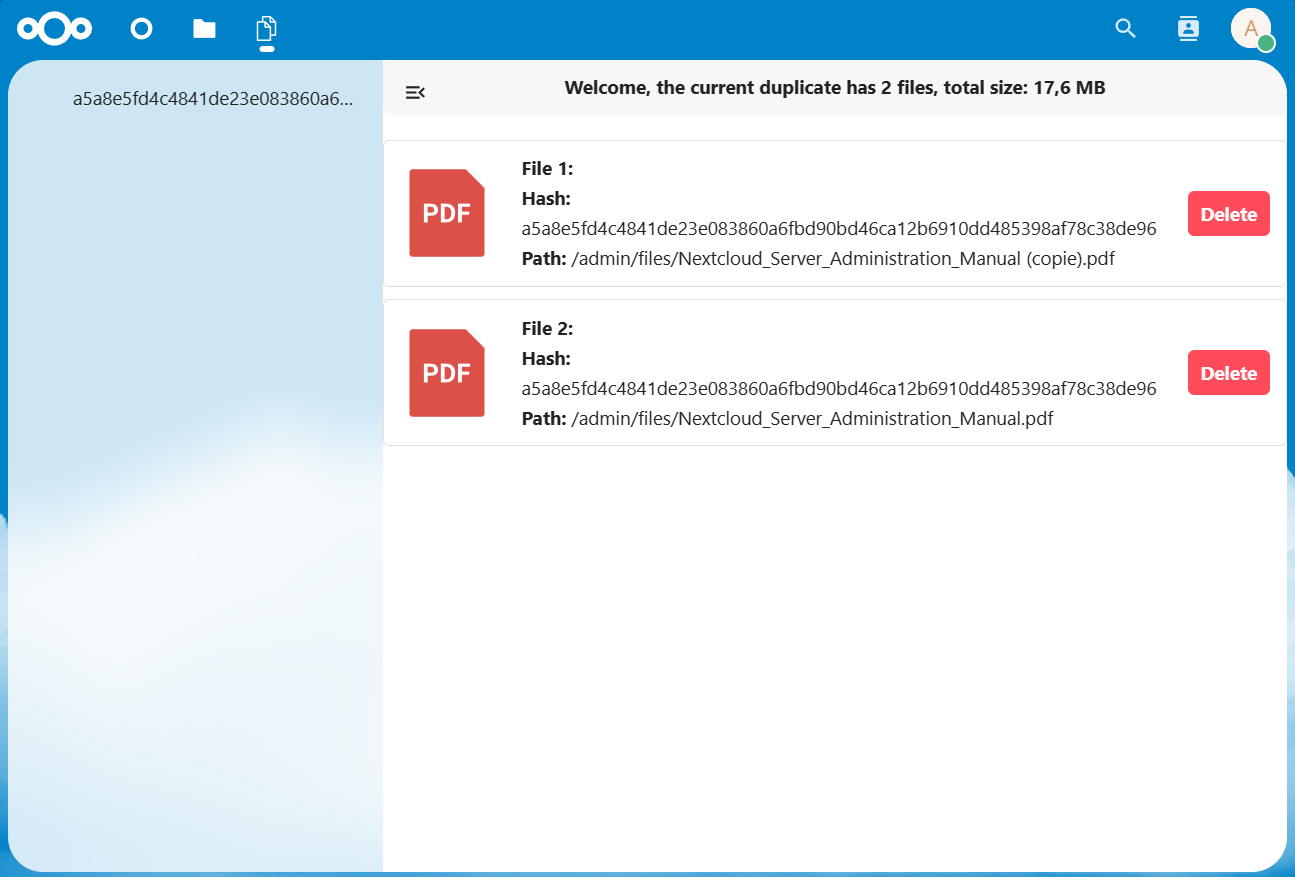 A
a5a8e5fd4c4841de23e083860a6...
Welcome, the current duplicate has 2 files, total size: 17,6 MB
PDF
File 1:
Hash:
a5a8e5fd4c4841de23e083860a6fbd90bd46ca12b6910dd485398af78c38de96
Path: /admin/files/Nextcloud_Server_Administration_Manual (copie).pdf
Delete
PDF
File 2:
Hash:
a5a8e5fd4c4841de23e083860a6fbd90bd46ca12b6910dd485398af78c38de96
Path: /admin/files/Nextcloud_Server_Administration_Manual.pdf
Delete